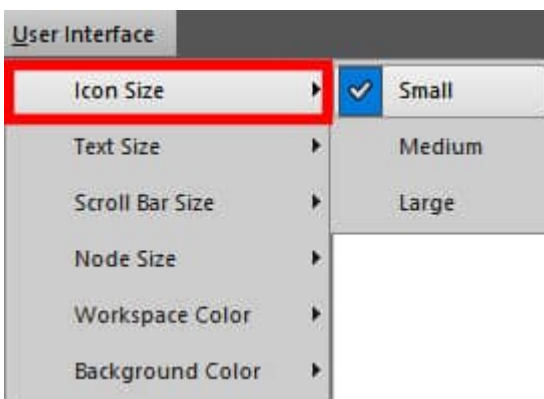 User Interface
Icon Size
Small
Text Size
Medium
Scroll Bar Size
Large
Node Size
Workspace Color
Background Color